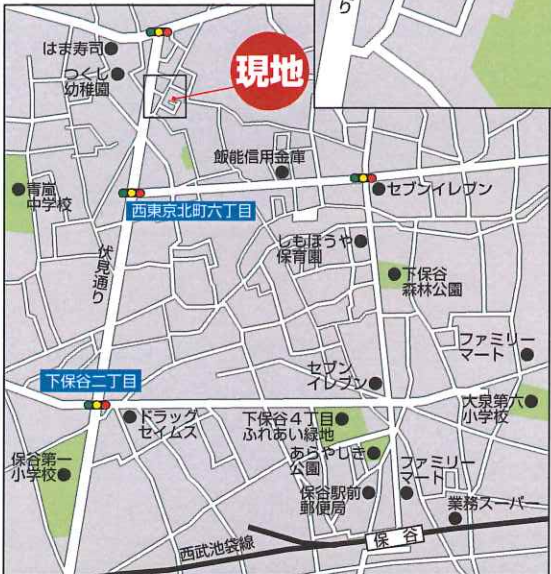 り
はま寿司
つくし
幼稚園
現地
飯能信用金庫
青嵐
中学校
セブンイレブン
西東京北町六丁目
伏見通り
しもほうや
保育園
下保谷
森林公園
ファミリー
マート
セブン
イレブン
下保谷二丁目
大泉第六
小学校
ドラッグ
セイムス
下保谷4丁目
ふれあい緑地
あらやしき
公園
保谷第一
小学校
ファミリー
マート
保谷駅前
郵便局
業務スーパー
西武池袋線
保谷